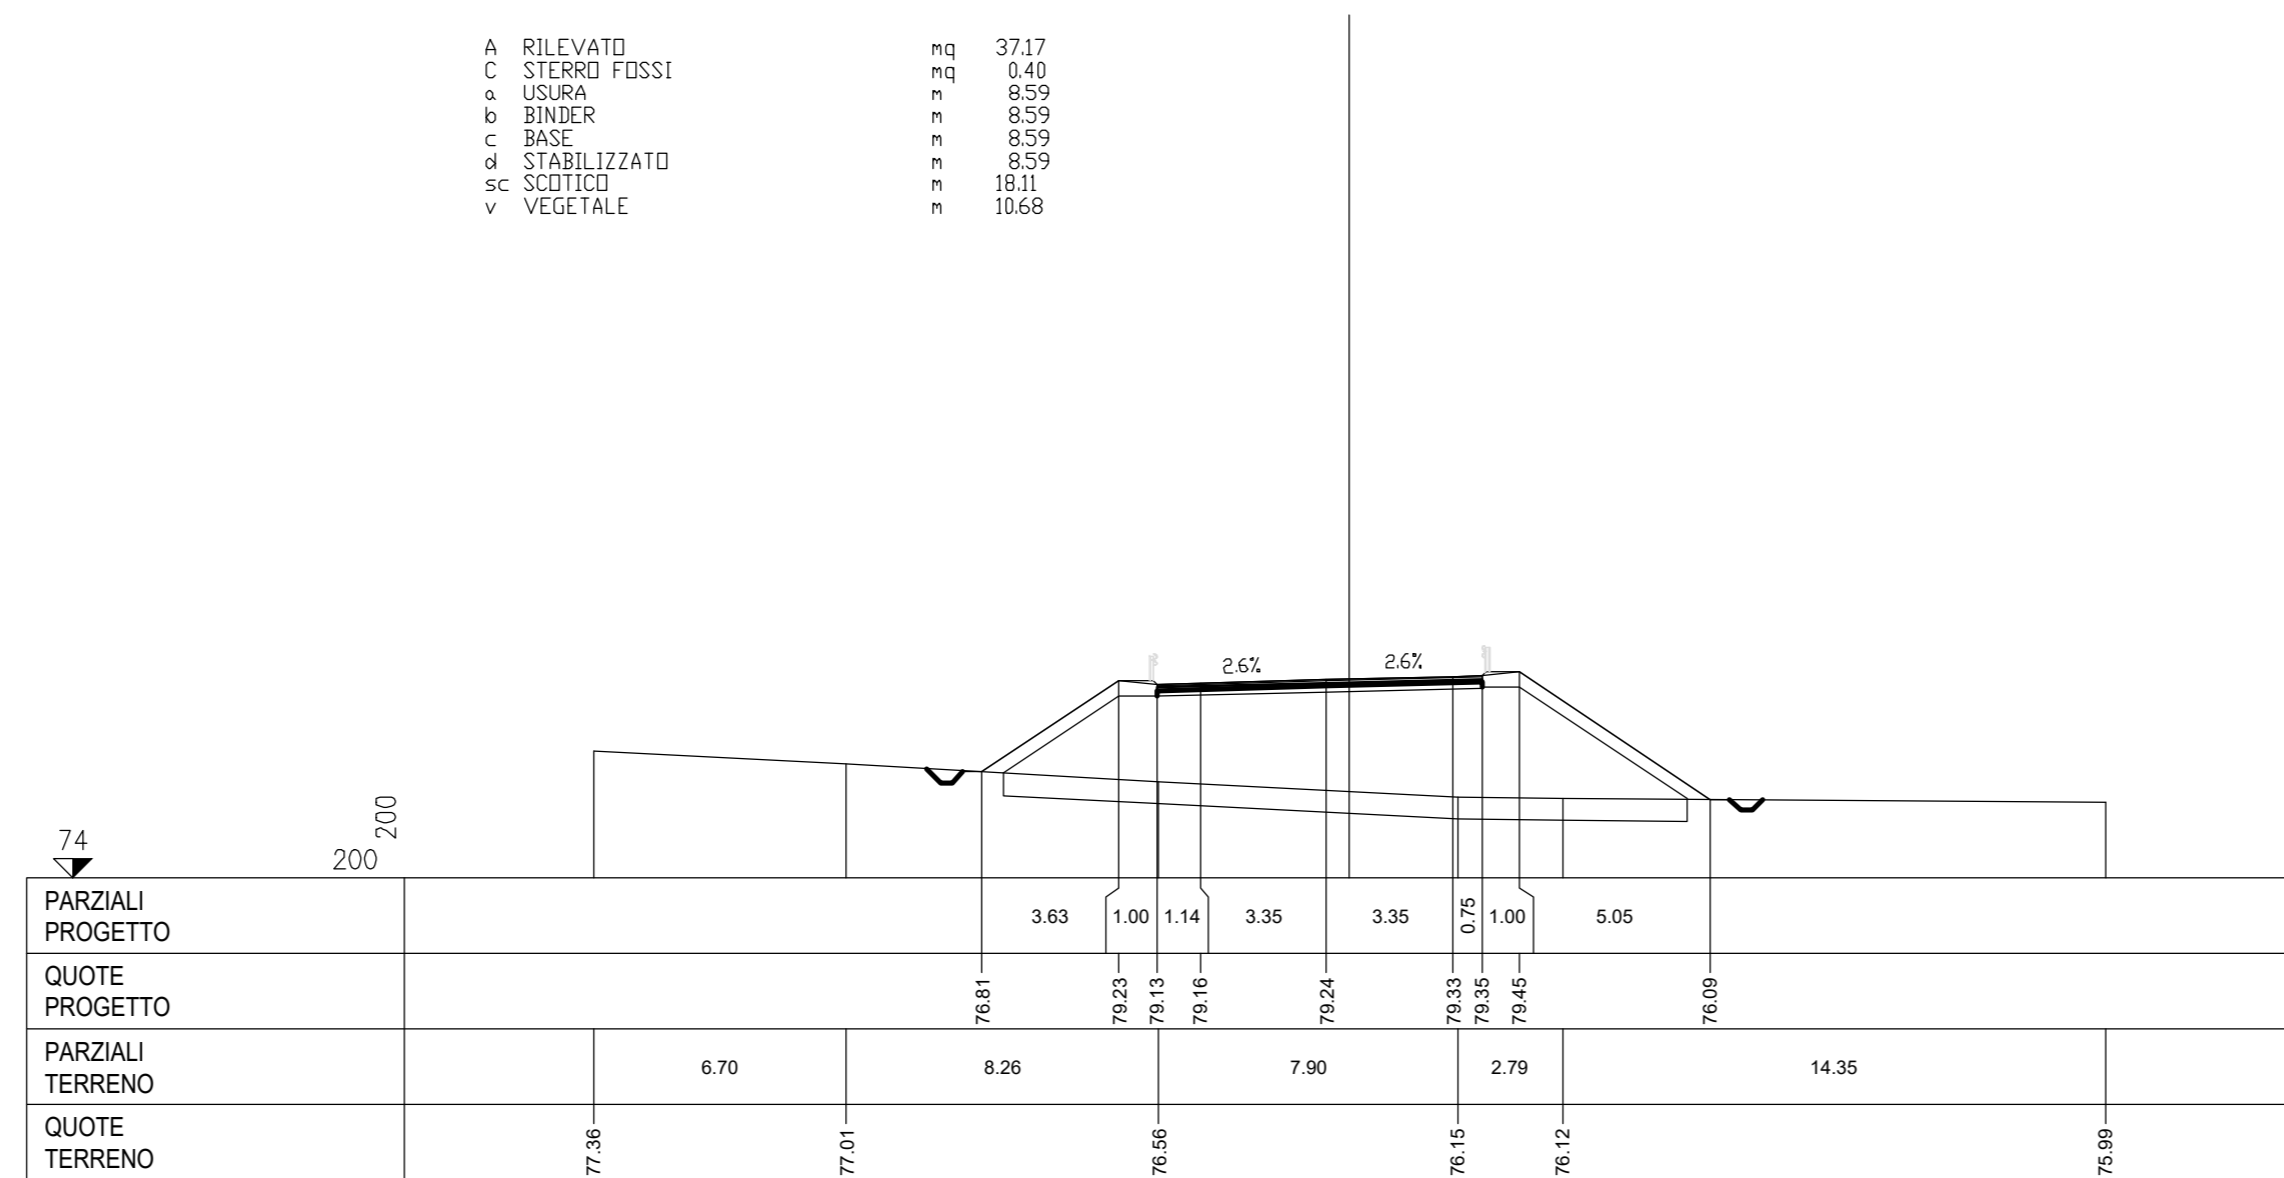 A RILEVATO mq 37.17
C STERRO FOSSI mq 0.40
a USURA m 8.59
b BINDER m 8.59
c BASE m 8.59
d STABILIZZATO m 8.59
sc SCOTICO m 18.11
v VEGETALE m 10.68
2.6% 2.6%
74
200
200
PARZIALI
PROGETTO
3.63 1.00 1.14 3.35 3.35 0.75 1.00 5.05
QUOTE
PROGETTO
76.81 79.23 79.13 79.16 79.24 79.33 79.35 79.45 76.09
PARZIALI
TERRENO
6.70 8.26 7.90 2.79 14.35
QUOTE
TERRENO
77.36 77.01 76.56 76.15 76.12 75.99